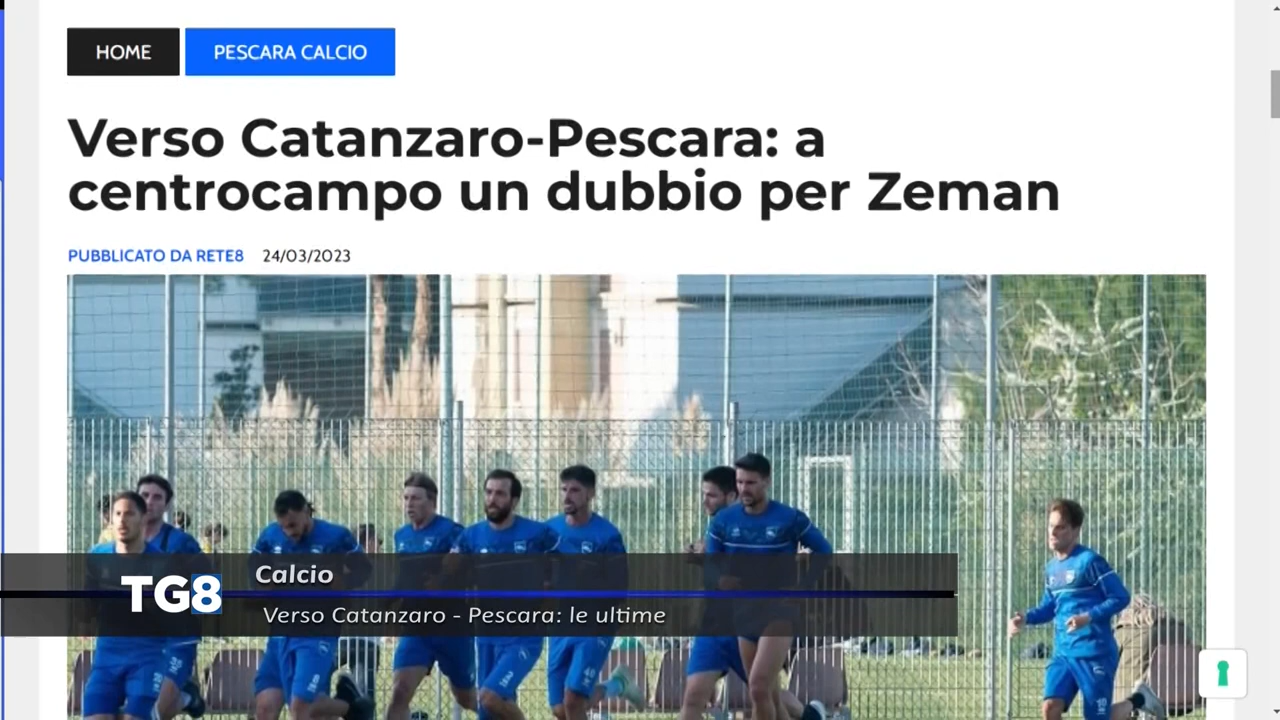 HOME
PESCARA CALCIO
Verso Catanzaro-Pescara: a
centrocampo un dubbio per Zeman
PUBBLICATO DA RETE8 24/03/2023
TG8
Calcio
Verso Catanzaro - Pescara: le ultime